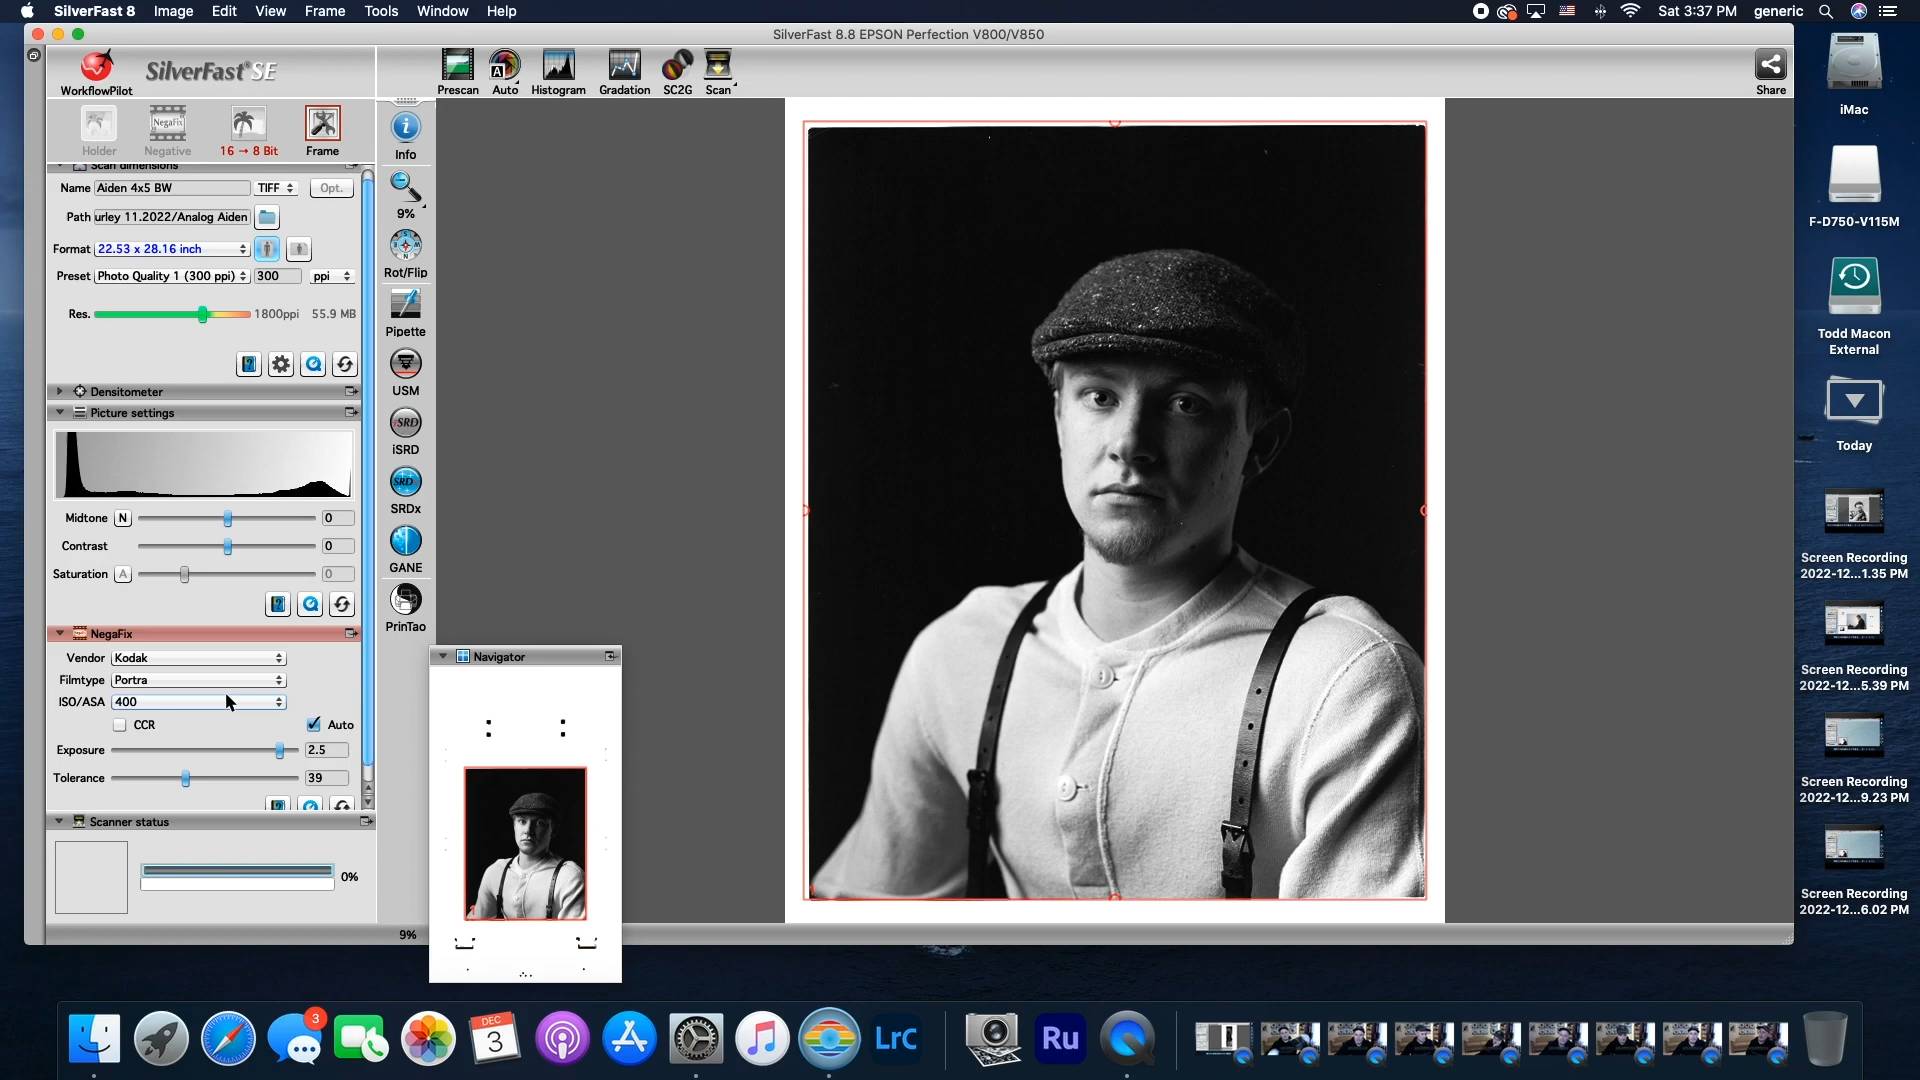 SilverFast 8 Image Edit View Frame Tools Window Help
Sat 3:37 PM generic
SilverFast 8.8 EPSON Perfection V800/V850
WorkflowPilot
SilverFast® SE
Prescan Auto Histogram Gradation SC2G Scan Share
Holder Negative 16 → 8 Bit Frame
NegaFix
Scan dimensions
Name Aiden 4x5 BW TIFF Opt.
Path urley 11.2022/Analog Aiden
Format 22.53 x 28.16 inch
Preset Photo Quality 1 (300 ppi) 300 ppi
Res. 1800ppi 55.9 MB
Densitometer
Picture settings
Midtone N 0
Contrast 0
Saturation A 0
NegaFix
Vendor Kodak
Filmtype Portra
ISO/ASA 400
CCR Auto
Exposure 2.5
Tolerance 39
Scanner status
0%
9%
Info
9%
Rot/Flip
Pipette
USM
iSRD
iSRD
SRDx
SRDx
GANE
PrinTao
Navigator
iMac
F-D750-V115M
Todd Macon
External
Today
Screen Recording
2022-12...1.35 PM
Screen Recording
2022-12...5.39 PM
Screen Recording
2022-12...9.23 PM
Screen Recording
2022-12...6.02 PM
3
DEC
3
LrC
Ru